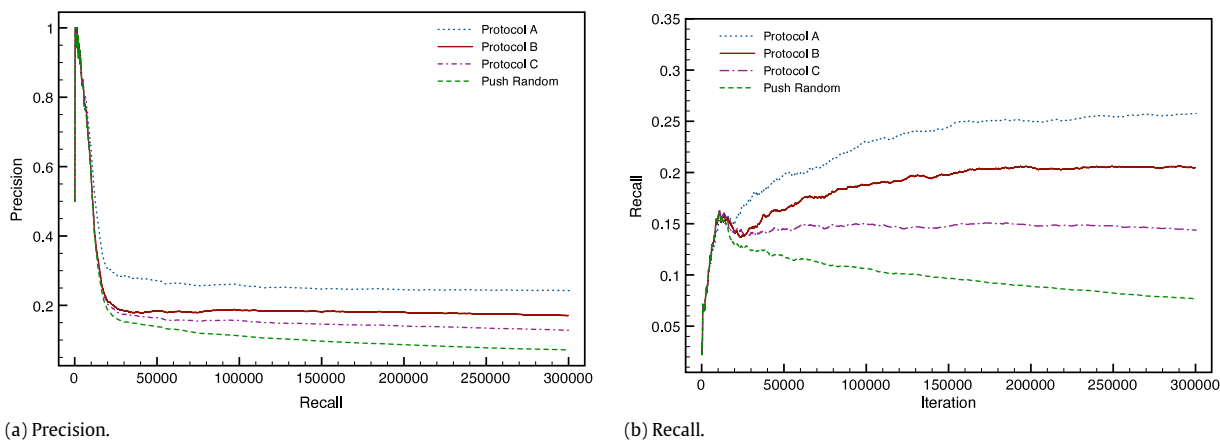 Precision
1
0.8
0.6
0.4
0.2
0 50000 100000 150000 200000 250000 300000
Recall
Protocol A
Protocol B
Protocol C
Push Random
(a) Precision.
Recall
0.35
0.3
0.25
0.2
0.15
0.1
0.05
0 50000 100000 150000 200000 250000 300000
Iteration
Protocol A
Protocol B
Protocol C
Push Random
(b) Recall.